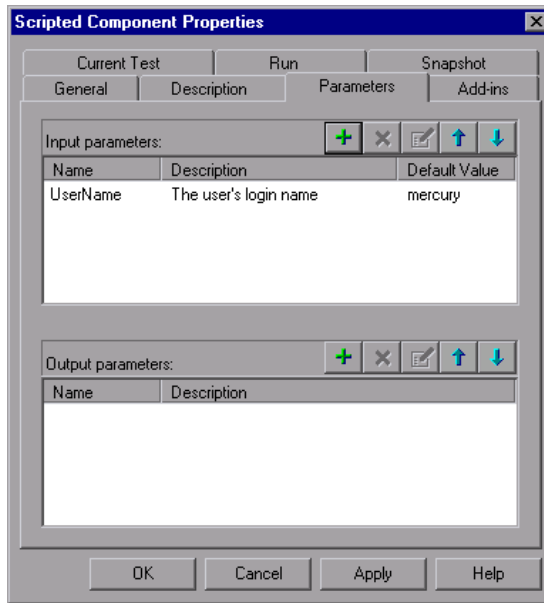 Scripted Component Properties
Current Test Run Snapshot
General Description Parameters Add-ins
Input parameters:
Name Description Default Value
UserName The user's login name mercury
Output parameters:
Name Description
OK Cancel Apply Help